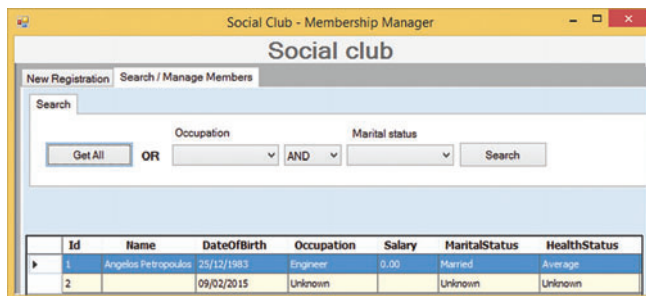 Social Club - Membership Manager
Social club
New Registration Search / Manage Members
Search
Occupation Marital status
Get All OR AND Search
Id Name DateOfBirth Occupation Salary MaritalStatus HealthStatus
1 Angelos Petropoulos 25/12/1983 Engineer 0.00 Married Average
2 09/02/2015 Unknown Unknown Unknown